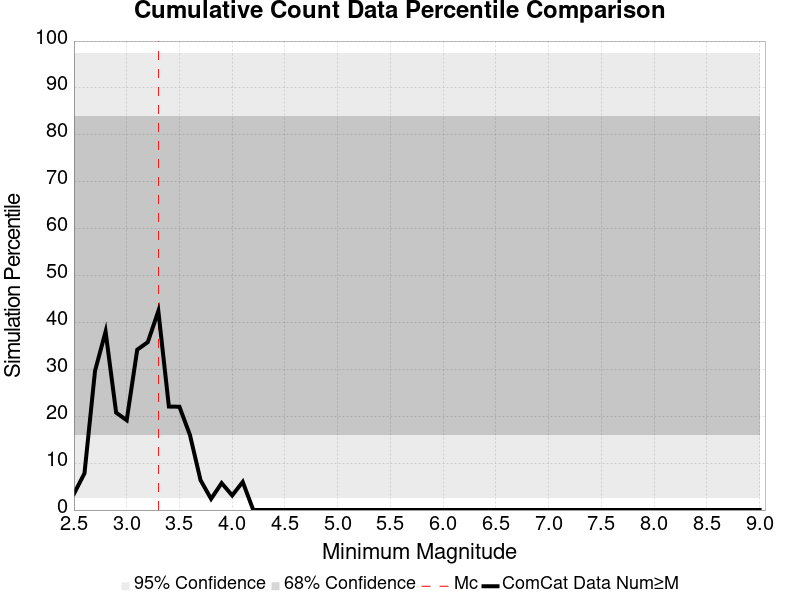 Cumulative Count Data Percentile Comparison
100
90
80
70
60
50
40
30
20
10
0
Simulation Percentile
2.5 3.0 3.5 4.0 4.5 5.0 5.5 6.0 6.5 7.0 7.5 8.0 8.5 9.0
Minimum Magnitude
95% Confidence 68% Confidence Mc ComCat Data Num≥M